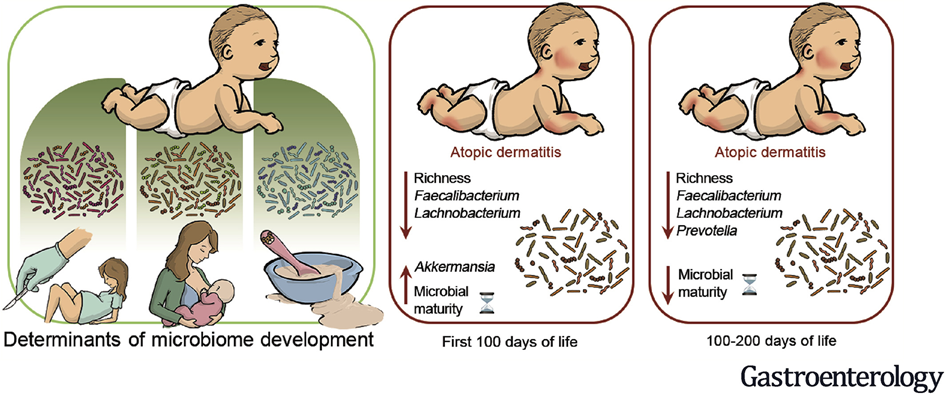 Determinants of microbiome development
Atopic dermatitis
Richness
Faecalibacterium
Lachnobacterium
Akkermansia
Microbial
maturity
First 100 days of life
Atopic dermatitis
Richness
Faecalibacterium
Lachnobacterium
Prevotella
Microbial
maturity
100-200 days of life
Gastroenterology